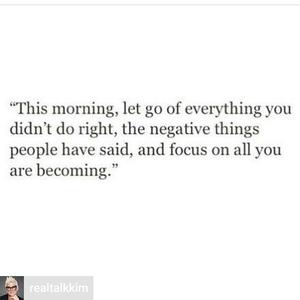 “This morning, let go of everything you
didn’t do right, the negative things
people have said, and focus on all you
are becoming.”
realtalkkim